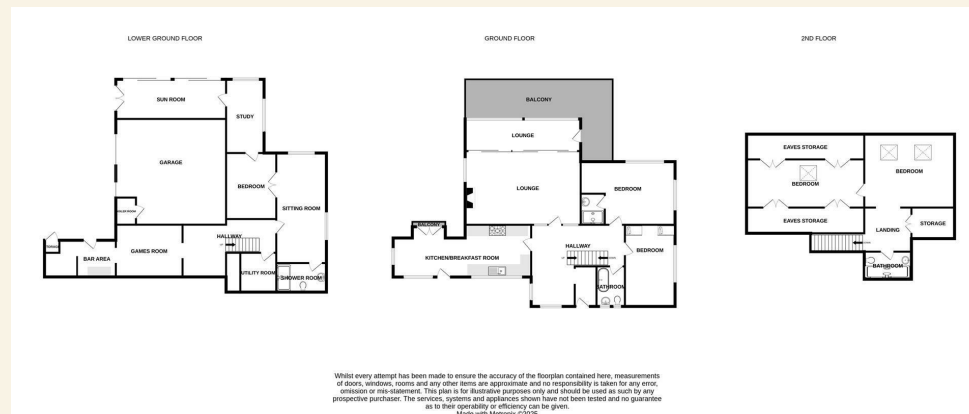 LOWER GROUND FLOOR
GROUND FLOOR
2ND FLOOR
SUN ROOM
STUDY
GARAGE
BEDROOM
SITTING ROOM
HALLWAY
GAMES ROOM
BAR AREA
UTILITY ROOM
SHOWER ROOM
BALCONY
LOUNGE
LOUNGE
BEDROOM
BALCONY
HALLWAY
BEDROOM
KITCHEN/BREAKFAST ROOM
BATHROOM
EAVES STORAGE
BEDROOM
BEDROOM
EAVES STORAGE
LANDING
STORAGE
BATHROOM
Whilst every attempt has been made to ensure the accuracy of the floorplan contained here, measurements
of doors, windows, rooms and any other items are approximate and no responsibility is taken for any error,
omission or mis-statement. This plan is for illustrative purposes only and should be used as such by any
prospective purchaser. The services, systems and appliances shown have not been tested and no guarantee
as to their operability or efficiency can be given.
Made with Metropix ©2025